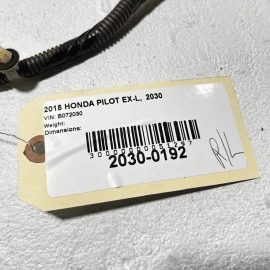 2018 HONDA PILOT EX-L, 2030
VIN: B072030
Weight:
Dimensions:
2030-0192
R/L